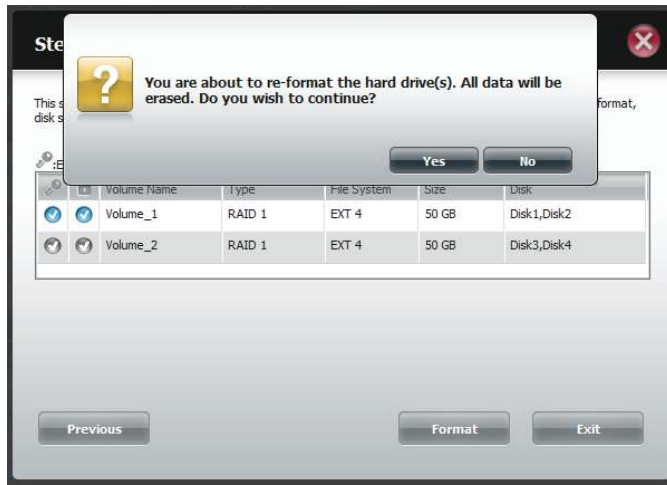 Ste
You are about to re-format the hard drive(s). All data will be
erased. Do you wish to continue?
This s
format,
disk s
Yes No
:E
Volume Name Type File System Size Disk
Volume_1 RAID 1 EXT 4 50 GB Disk1,Disk2
Volume_2 RAID 1 EXT 4 50 GB Disk3,Disk4
Previous Format Exit